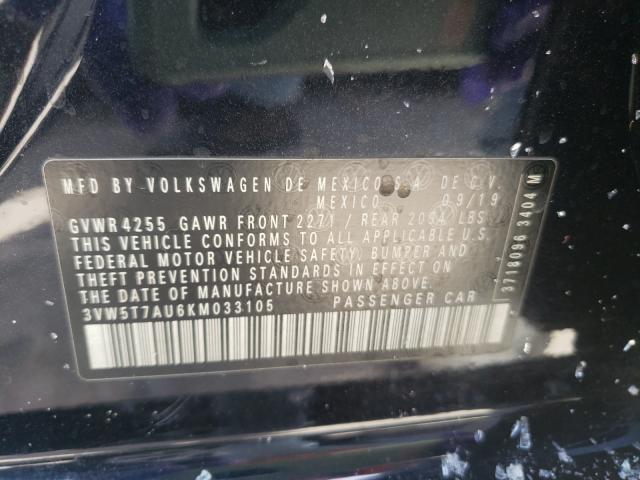 MFD BY VOLKSWAGEN DE MEXICO S.A. DE C.V.
MEXICO 09/19
GVWR 4255 GAWR FRONT 2271 / REAR 2094 LBS
THIS VEHICLE CONFORMS TO ALL APPLICABLE U.S.
FEDERAL MOTOR VEHICLE SAFETY, BUMPER AND
THEFT PREVENTION STANDARDS IN EFFECT ON
THE DATE OF MANUFACTURE SHOWN ABOVE.
3VW5T7AU6KM033105 PASSENGER CAR
3718096 3404 M